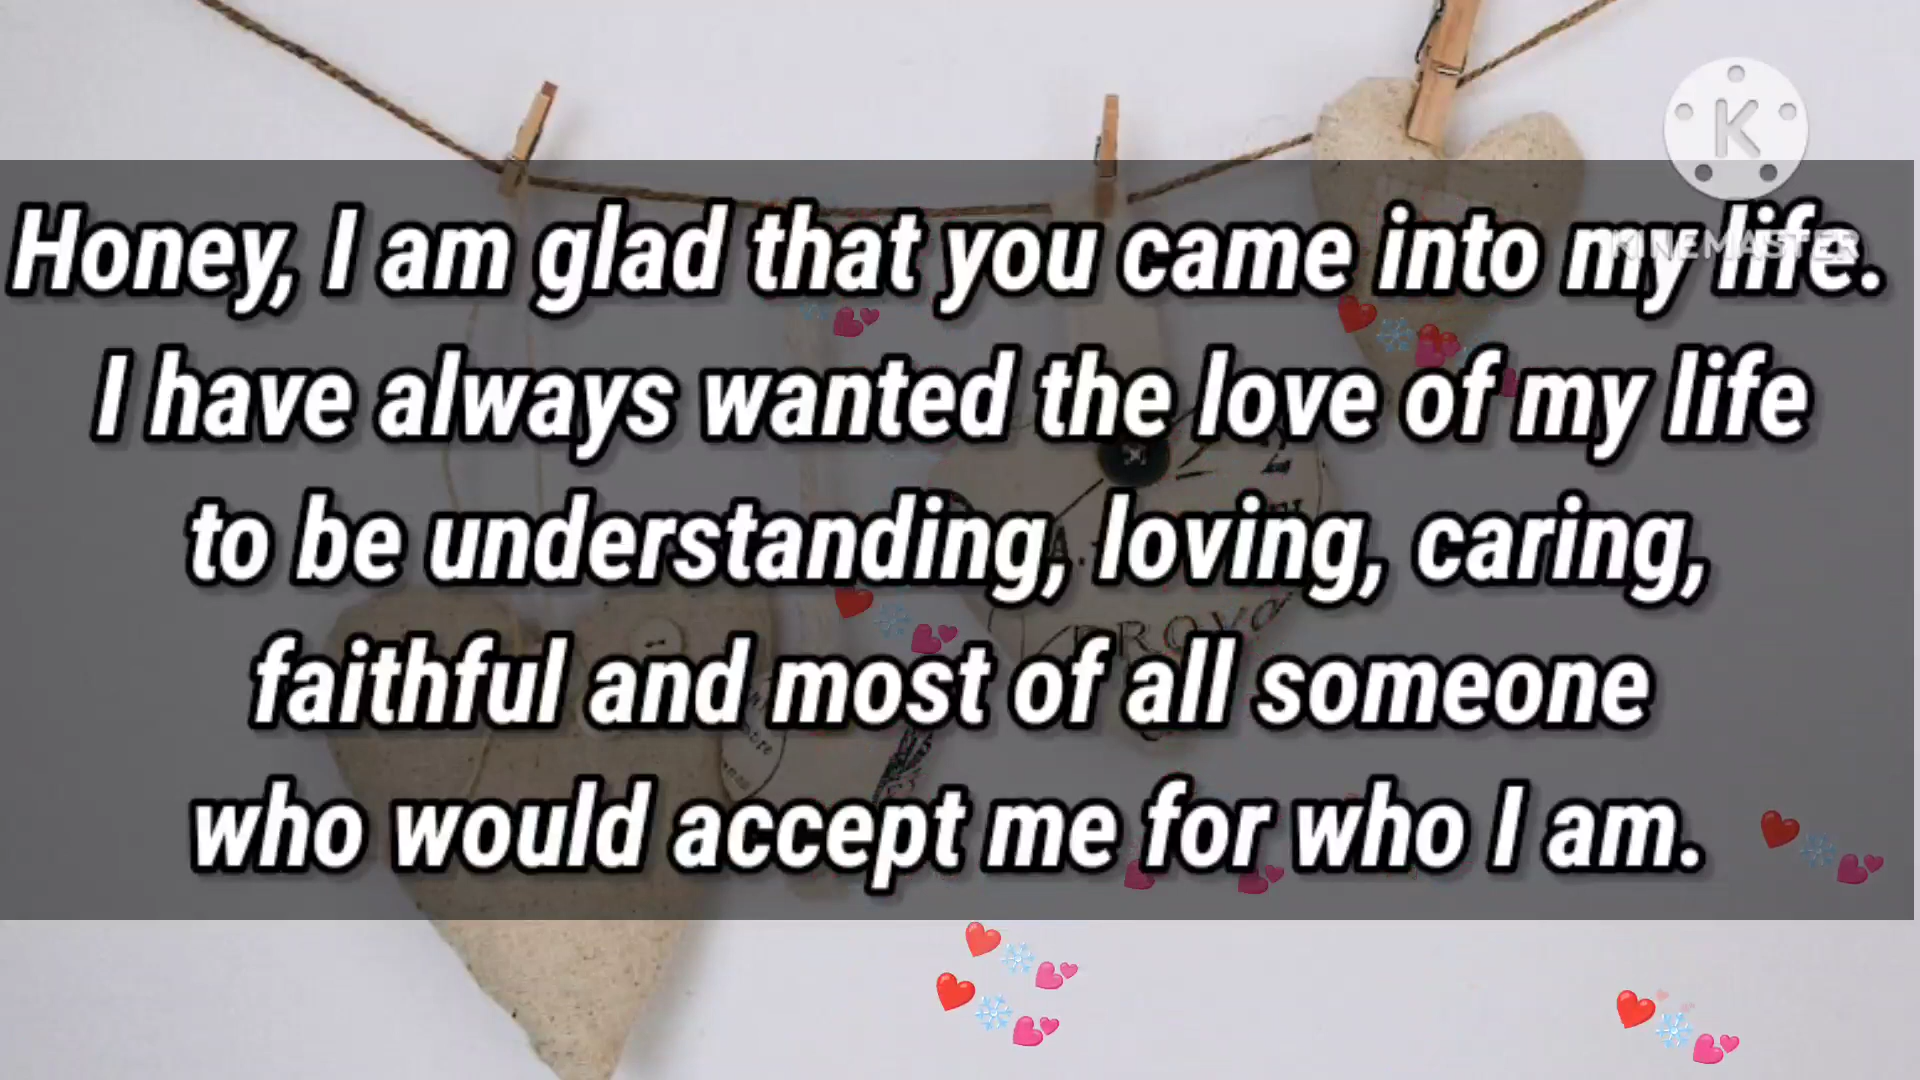 K
KINEMASTER
Honey, I am glad that you came into my life.
I have always wanted the love of my life
to be understanding, loving, caring,
faithful and most of all someone
who would accept me for who I am.